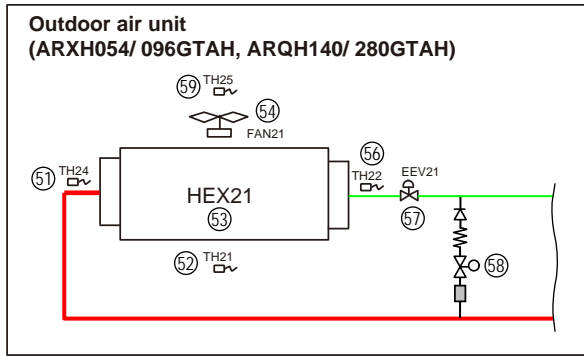 Outdoor air unit
(ARXH054/ 096GTAH, ARQH140/ 280GTAH)
59 TH25
54
FAN21
51 TH24
56
TH22
EEV21
HEX21
53
57
52 TH21
58